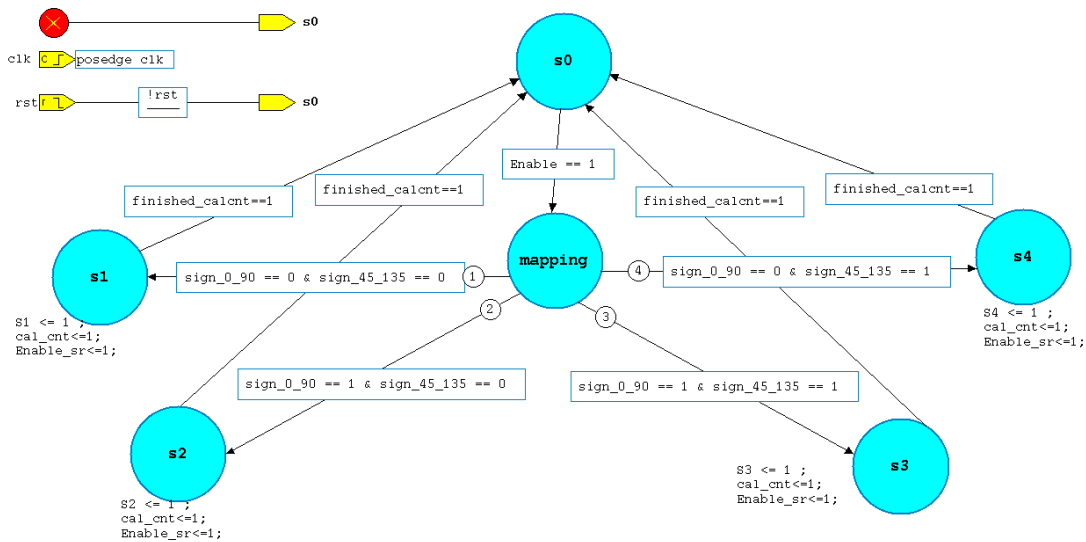 s0
clk C posedge clk
rst r !rst s0
s0
Enable == 1
finished_calcnt==1
finished_calcnt==1
finished_calcnt==1
finished_calcnt==1
s1
mapping
s4
sign_0_90 == 0 & sign_45_135 == 0
1
4
sign_0_90 == 0 & sign_45_135 == 1
2
3
S1 <= 1 ;
cal_cnt<=1;
Enable_sr<=1;
S4 <= 1 ;
cal_cnt<=1;
Enable_sr<=1;
sign_0_90 == 1 & sign_45_135 == 0
sign_0_90 == 1 & sign_45_135 == 1
s2
s3
S2 <= 1 ;
cal_cnt<=1;
Enable_sr<=1;
S3 <= 1 ;
cal_cnt<=1;
Enable_sr<=1;